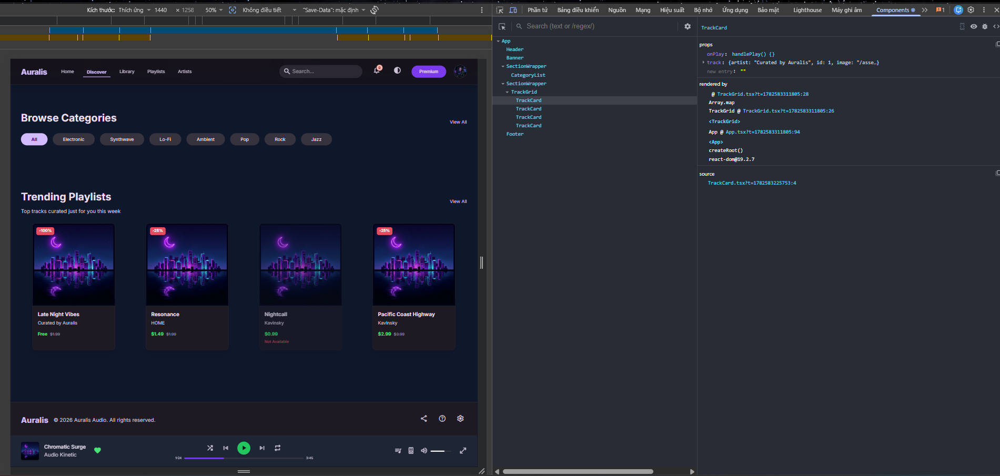 Kích thước: Thích ứng 1440 × 1258 50% Không điều tiết "Save-Data": mặc định
Auralis Home Discover Library Playlists Artists Search... 0 Premium
Browse Categories
View All
All Electronic Synthwave Lo-Fi Ambient Pop Rock Jazz
Trending Playlists
View All
Top tracks curated just for you this week
-100% -25% -25%
Late Night Vibes Resonance Nightcall Pacific Coast Highway
Curated by Auralis HOME Kavinsky Kavinsky
Free $1.99 $1.49 $1.99 $0.99 $2.99 $3.99
Not Available
Auralis © 2026 Auralis Audio. All rights reserved.
Chromatic Surge
Audio Kinetic
1:24 3:45
Phần tử Bảng điều khiển Nguồn Mạng Hiệu suất Bộ nhớ Ứng dụng Bảo mật Lighthouse Máy ghi âm Components 1
Search (text or /regex/)
App
Header
Banner
SectionWrapper
CategoryList
SectionWrapper
TrackGrid
TrackCard
TrackCard
TrackCard
TrackCard
Footer
TrackCard
props
onPlay: handlePlay() {}
track: {artist: "Curated by Auralis", id: 1, image: "/asse…}
new entry: ""
rendered by
@ TrackGrid.tsx?t=1782583311805:28
Array.map
TrackGrid @ TrackGrid.tsx?t=1782583311805:26
<TrackGrid>
App @ App.tsx?t=1782583311805:94
<App>
createRoot()
react-dom@19.2.7
source
TrackCard.tsx?t=1782583225753:4